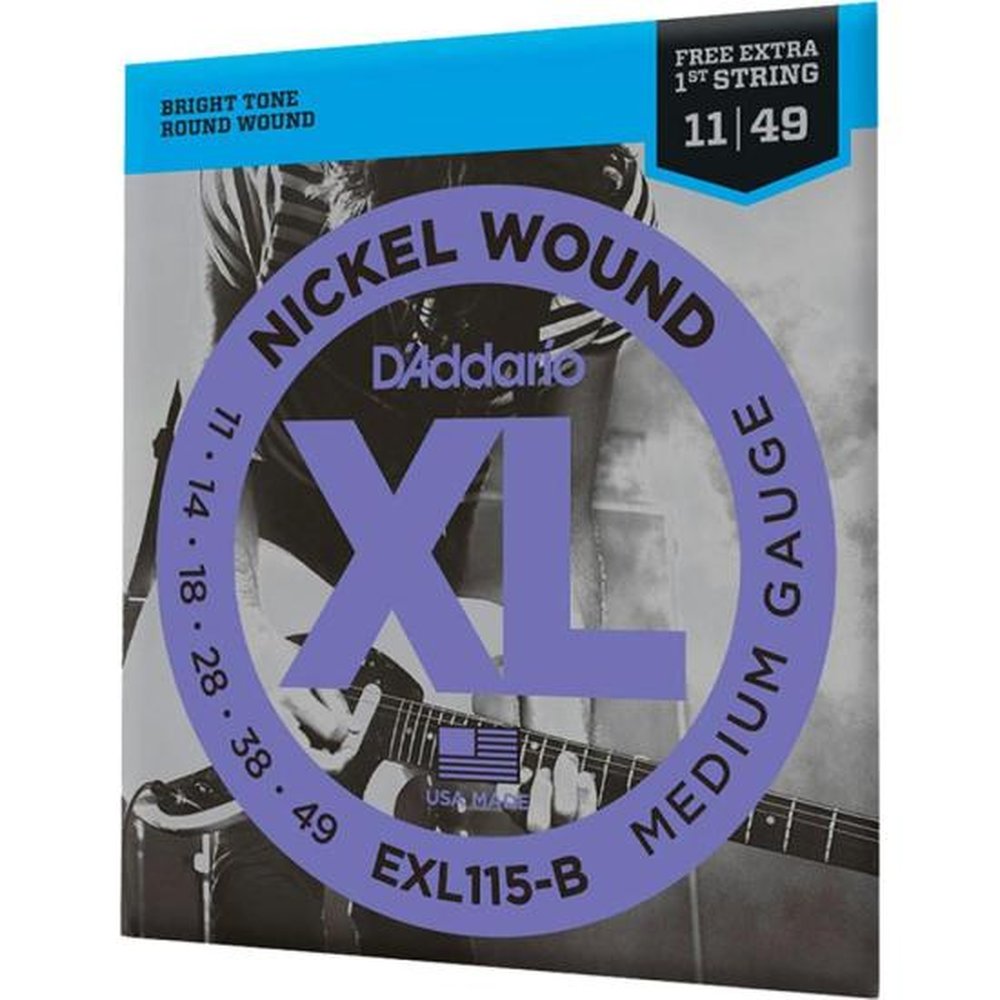 BRIGHT TONE
ROUND WOUND
FREE EXTRA
1ST STRING
11|49
NICKEL WOUND
D'Addario
XL
11 · 14 · 18 · 28 · 38 · 49
MEDIUM GAUGE
USA MADE
EXL115-B